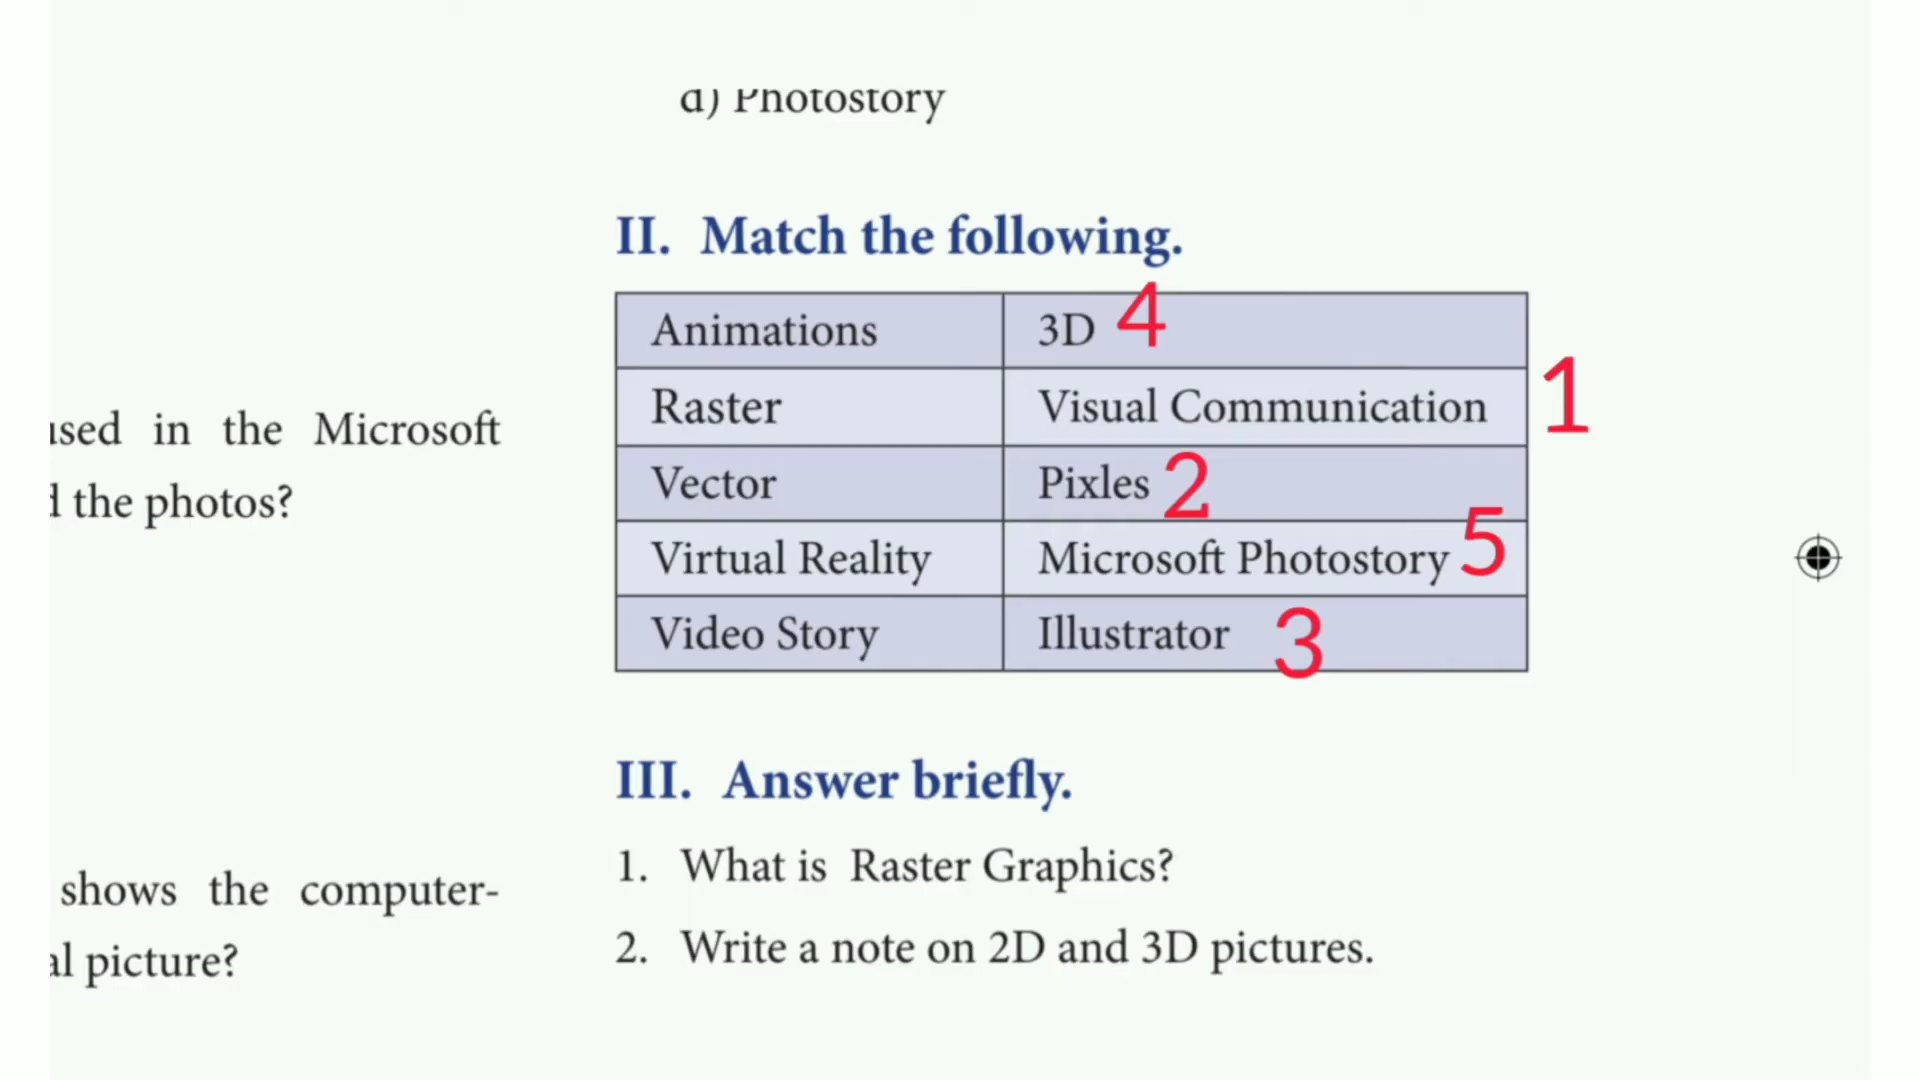 d) Photostory
used in the Microsoft
the photos?
shows the computer-
picture?
II. Match the following.
Animations 3D 4
Raster Visual Communication 1
Vector Pixles 2
Virtual Reality Microsoft Photostory 5
Video Story Illustrator 3
III. Answer briefly.
1. What is Raster Graphics?
2. Write a note on 2D and 3D pictures.